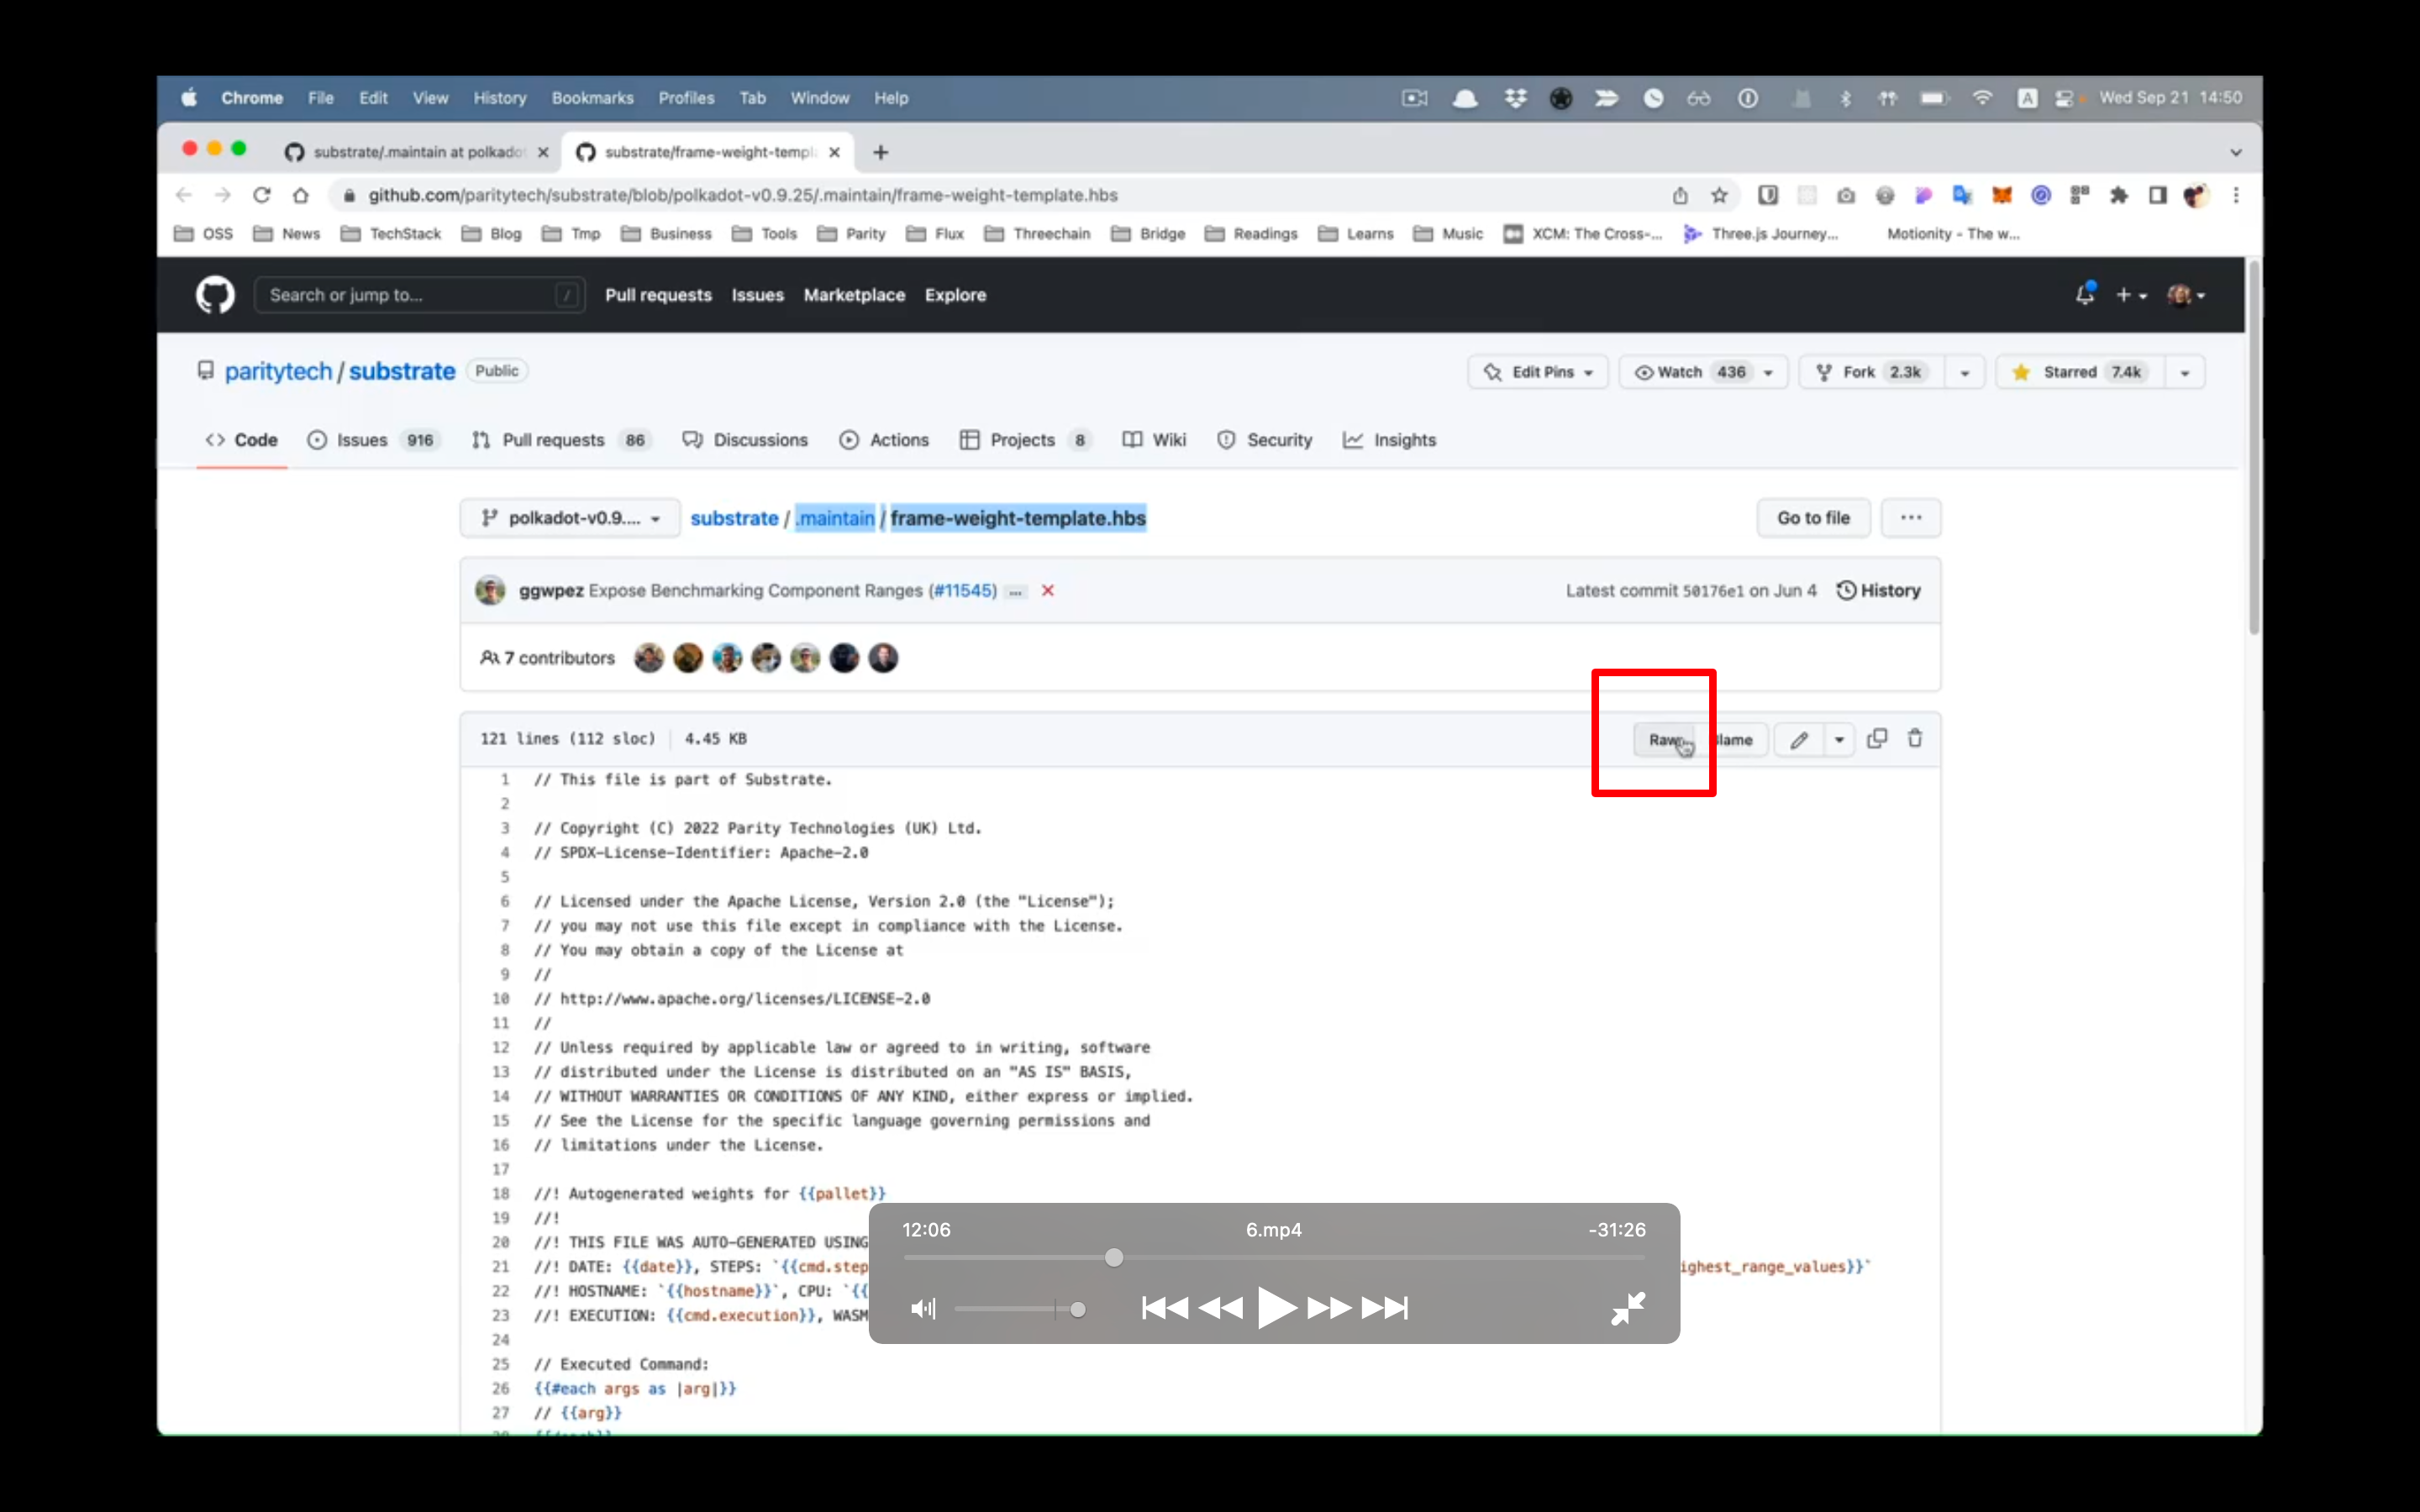 Chrome File Edit View History Bookmarks Profiles Tab Window Help
A Wed Sep 21 14:50
substrate/.maintain at polkadot
substrate/frame-weight-templ
github.com/paritytech/substrate/blob/polkadot-v0.9.25/.maintain/frame-weight-template.hbs
OSS News TechStack Blog Tmp Business Tools Parity Flux Threechain Bridge Readings Learns Music XCM: The Cross-... Three.js Journey... Motionity - The w...
Search or jump to... / Pull requests Issues Marketplace Explore
paritytech / substrate Public
Edit Pins Watch 436 Fork 2.3k Starred 7.4k
Code Issues 916 Pull requests 86 Discussions Actions Projects 8 Wiki Security Insights
polkadot-v0.9.... substrate / .maintain / frame-weight-template.hbs Go to file ...
ggwpez Expose Benchmarking Component Ranges (#11545) ... Latest commit 50176e1 on Jun 4 History
7 contributors
121 lines (112 sloc) 4.45 KB Raw lame
1 // This file is part of Substrate.
2
3 // Copyright (C) 2022 Parity Technologies (UK) Ltd.
4 // SPDX-License-Identifier: Apache-2.0
5
6 // Licensed under the Apache License, Version 2.0 (the "License");
7 // you may not use this file except in compliance with the License.
8 // You may obtain a copy of the License at
9 //
10 // http://www.apache.org/licenses/LICENSE-2.0
11 //
12 // Unless required by applicable law or agreed to in writing, software
13 // distributed under the License is distributed on an "AS IS" BASIS,
14 // WITHOUT WARRANTIES OR CONDITIONS OF ANY KIND, either express or implied.
15 // See the License for the specific language governing permissions and
16 // limitations under the License.
17
18 //! Autogenerated weights for {{pallet}}
19 //!
20 //! THIS FILE WAS AUTO-GENERATED USING
21 //! DATE: {{date}}, STEPS: `{{cmd.step ighest_range_values}}`
22 //! HOSTNAME: `{{hostname}}`, CPU: `{{
23 //! EXECUTION: {{cmd.execution}}, WASM
24
25 // Executed Command:
26 {{#each args as |arg|}}
27 // {{arg}}
12:06 6.mp4 -31:26